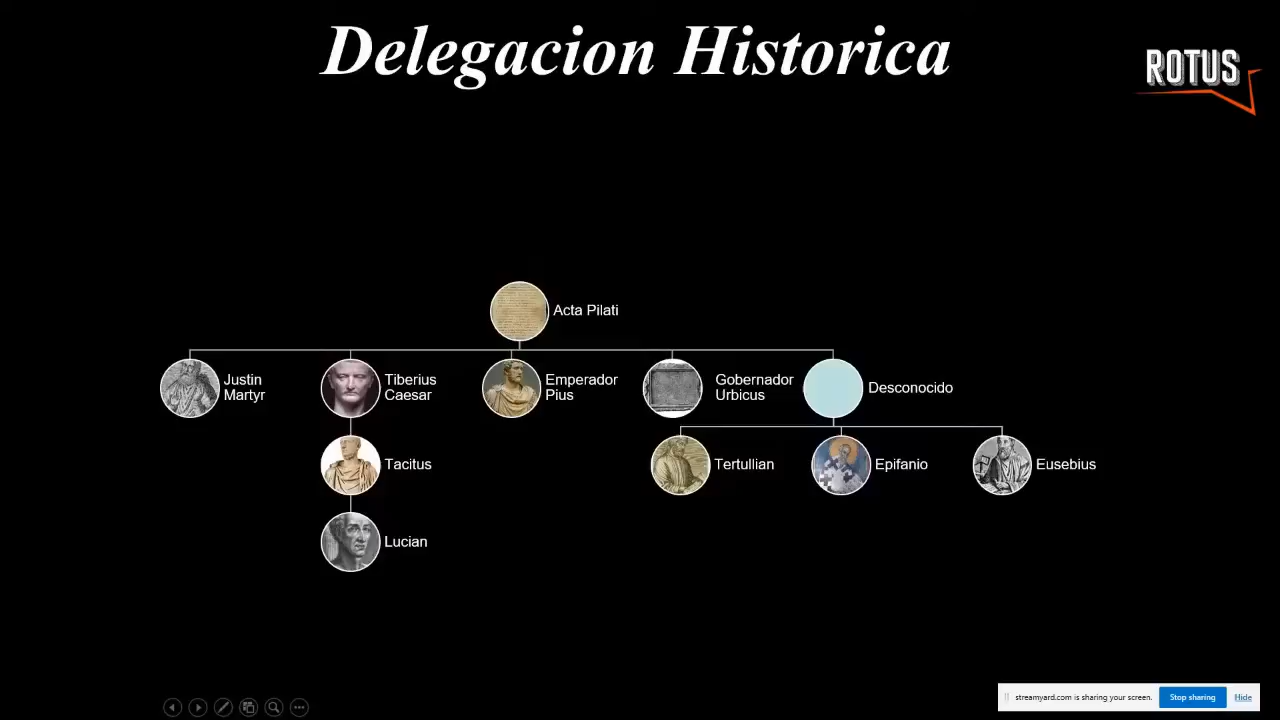 Delegacion Historica
ROTUS
Acta Pilati
Justin
Martyr
Tiberius
Caesar
Emperador
Pius
Gobernador
Urbicus
Desconocido
Tacitus
Tertullian
Epifanio
Eusebius
Lucian
streamyard.com is sharing your screen.
Stop sharing
Hide